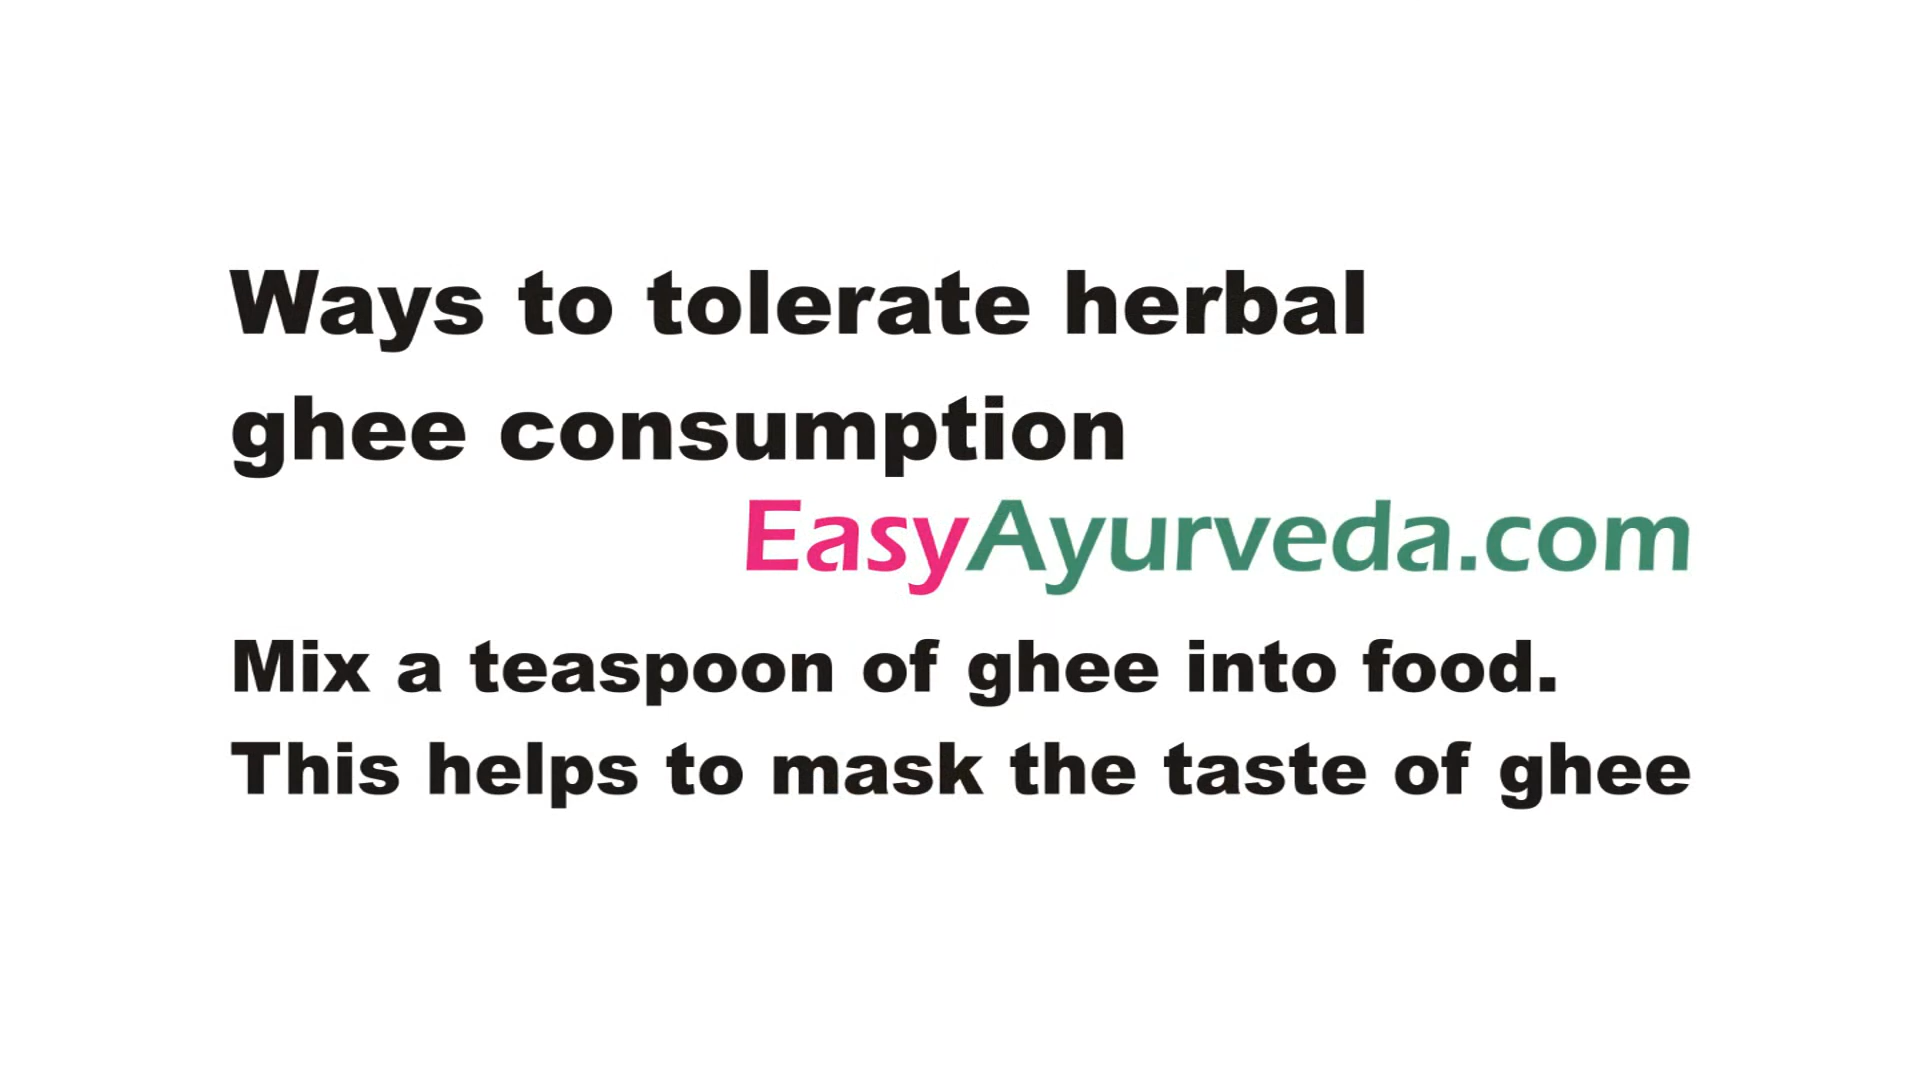 Ways to tolerate herbal
ghee consumption
EasyAyurveda.com
Mix a teaspoon of ghee into food.
This helps to mask the taste of ghee